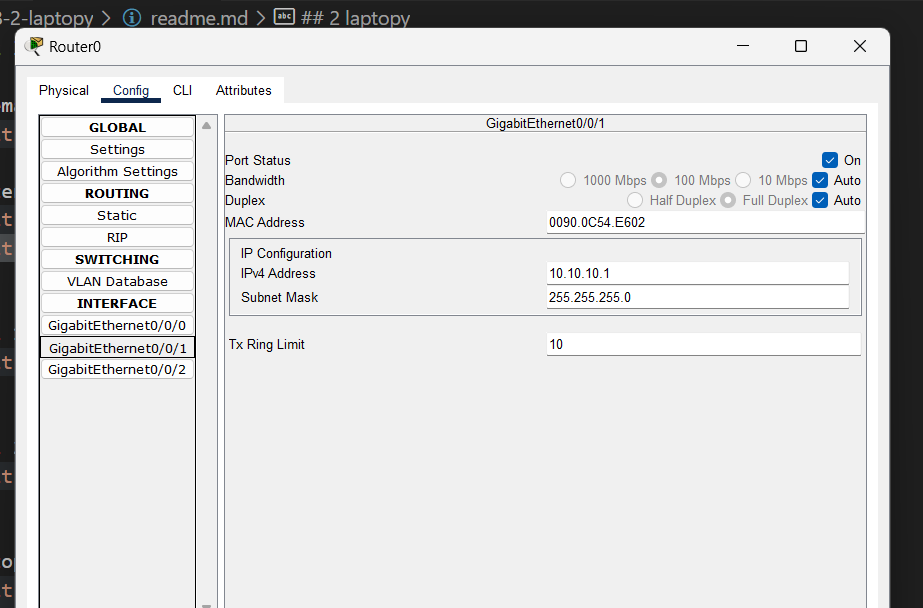 3-2-laptopy > readme.md > ## 2 laptopy
Router0
Physical Config CLI Attributes
GLOBAL
Settings
Algorithm Settings
ROUTING
Static
RIP
SWITCHING
VLAN Database
INTERFACE
GigabitEthernet0/0/0
GigabitEthernet0/0/1
GigabitEthernet0/0/2
GigabitEthernet0/0/1
Port Status On
Bandwidth 1000 Mbps 100 Mbps 10 Mbps Auto
Duplex Half Duplex Full Duplex Auto
MAC Address 0090.0C54.E602
IP Configuration
IPv4 Address 10.10.10.1
Subnet Mask 255.255.255.0
Tx Ring Limit 10